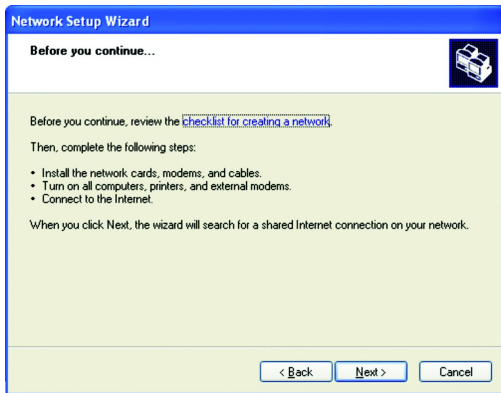 Network Setup Wizard
Before you continue...
Before you continue, review the checklist for creating a network.
Then, complete the following steps:
• Install the network cards, modems, and cables.
• Turn on all computers, printers, and external modems.
• Connect to the Internet.
When you click Next, the wizard will search for a shared Internet connection on your network.
< Back
Next >
Cancel